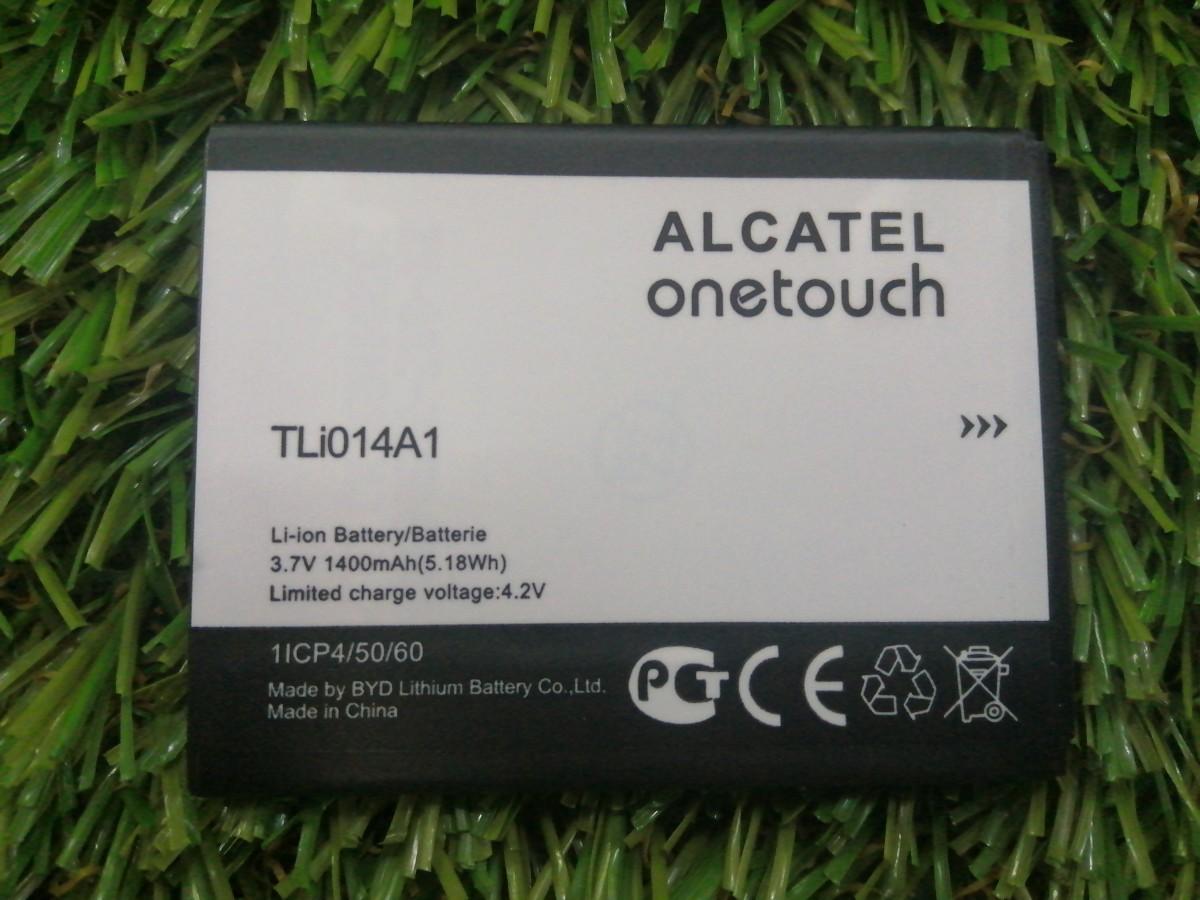 ALCATEL
onetouch
>>>
TLi014A1
Li-ion Battery/Batterie
3.7V 1400mAh(5.18Wh)
Limited charge voltage:4.2V
1ICP4/50/60
Made by BYD Lithium Battery Co.,Ltd.
Made in China
РСТ CE